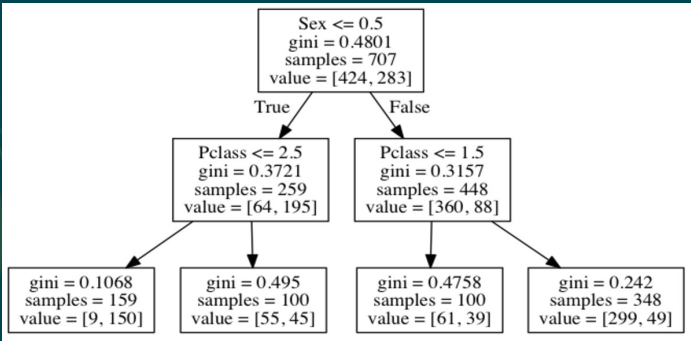 Sex <= 0.5
gini = 0.4801
samples = 707
value = [424, 283]
True
False
Pclass <= 2.5
gini = 0.3721
samples = 259
value = [64, 195]
Pclass <= 1.5
gini = 0.3157
samples = 448
value = [360, 88]
gini = 0.1068
samples = 159
value = [9, 150]
gini = 0.495
samples = 100
value = [55, 45]
gini = 0.4758
samples = 100
value = [61, 39]
gini = 0.242
samples = 348
value = [299, 49]